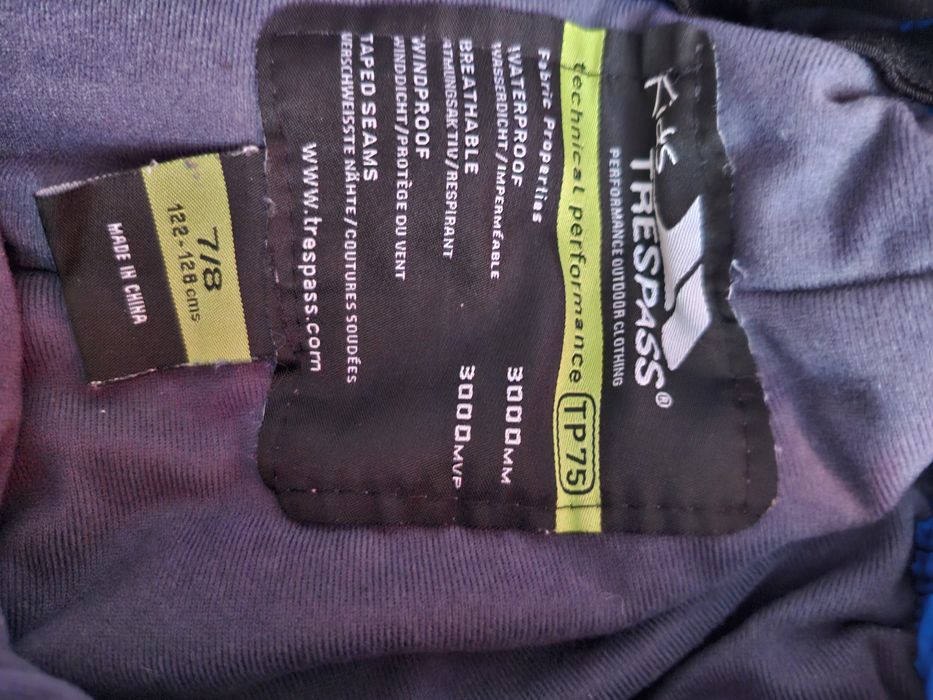 Kids
TRESPASS®
PERFORMANCE OUTDOOR CLOTHING
technical performance TP75
Fabric Properties
WATERPROOF 3000MM
WASSERDICHT/IMPERMÉABLE
BREATHABLE 3000MVP
ATMUNGSAKTIV/RESPIRANT
WINDPROOF
WINDDICHT/PROTÈGE DU VENT
TAPED SEAMS
VERSCHWEISSTE NÄHTE/COUTURES SOUDÉES
www.trespass.com
7/8
122-128 cms
MADE IN CHINA